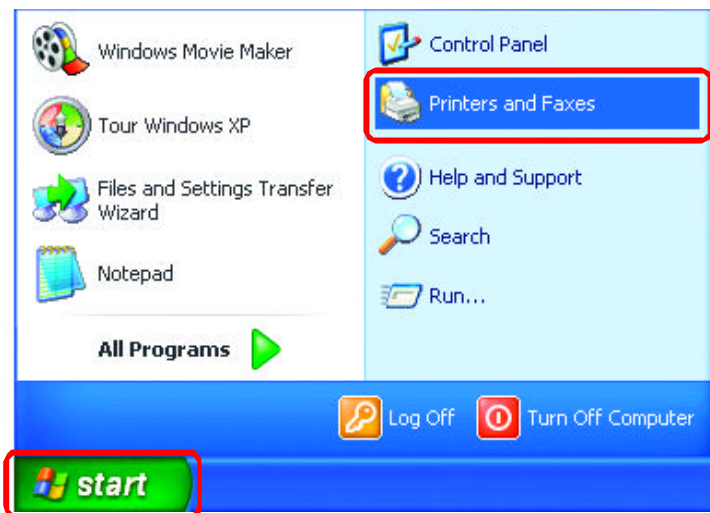 Windows Movie Maker
Tour Windows XP
Files and Settings Transfer
Wizard
Notepad
All Programs
Control Panel
Printers and Faxes
Help and Support
Search
Run...
Log Off
Turn Off Computer
start